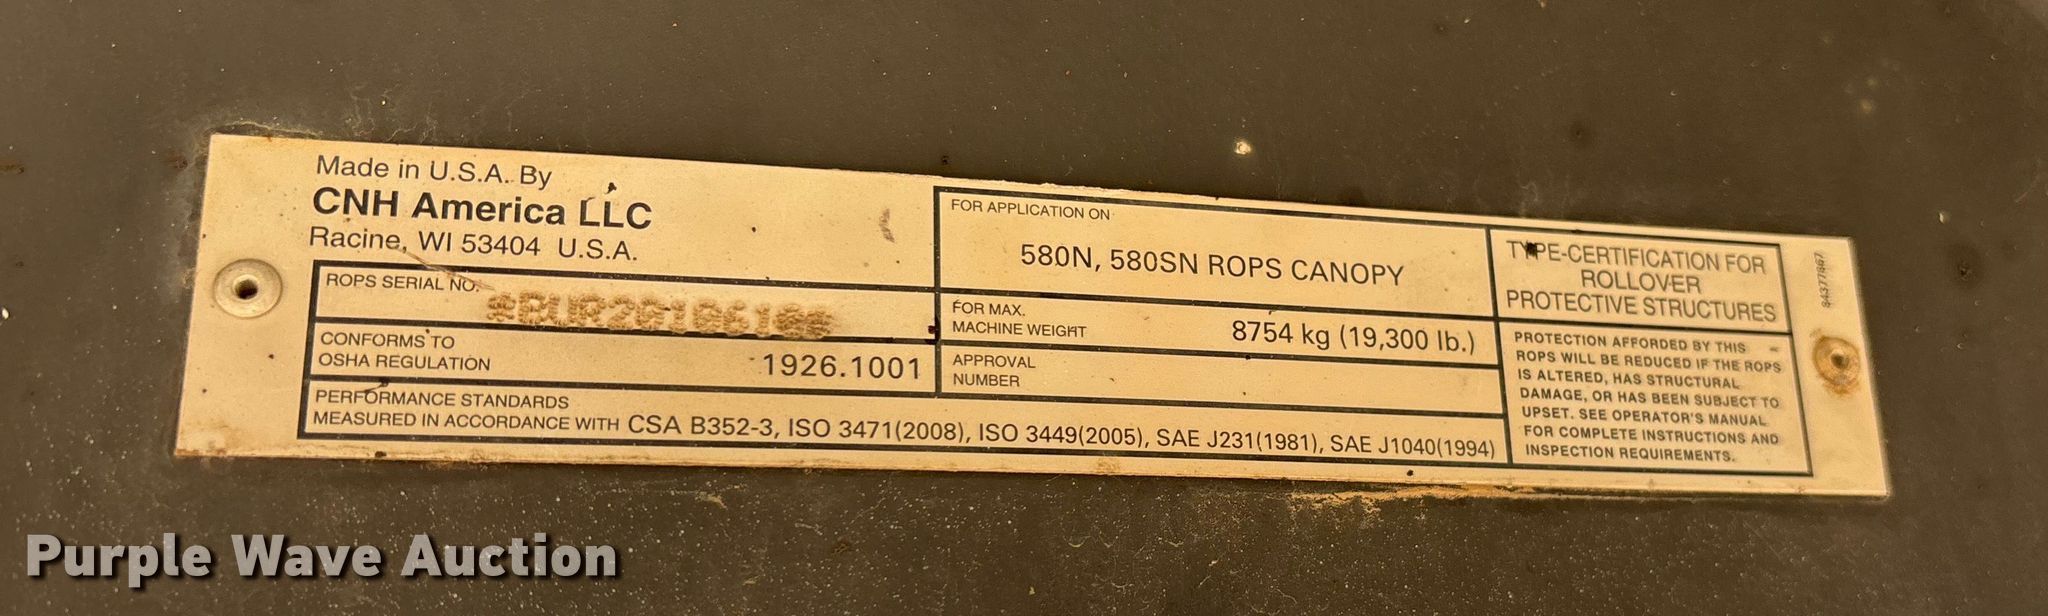 Made in U.S.A. By
CNH America LLC
Racine, WI 53404 U.S.A.
ROPS SERIAL NO.
CONFORMS TO
OSHA REGULATION 1926.1001
PERFORMANCE STANDARDS
MEASURED IN ACCORDANCE WITH CSA B352-3, ISO 3471(2008), ISO 3449(2005), SAE J231(1981), SAE J1040(1994)
FOR APPLICATION ON
580N, 580SN ROPS CANOPY
FOR MAX.
MACHINE WEIGHT 8754 kg (19,300 lb.)
APPROVAL
NUMBER
TYPE-CERTIFICATION FOR
ROLLOVER
PROTECTIVE STRUCTURES
PROTECTION AFFORDED BY THIS
ROPS WILL BE REDUCED IF THE ROPS
IS ALTERED, HAS STRUCTURAL
DAMAGE, OR HAS BEEN SUBJECT TO
UPSET. SEE OPERATOR'S MANUAL
FOR COMPLETE INSTRUCTIONS AND
INSPECTION REQUIREMENTS.
84377867
Purple Wave Auction